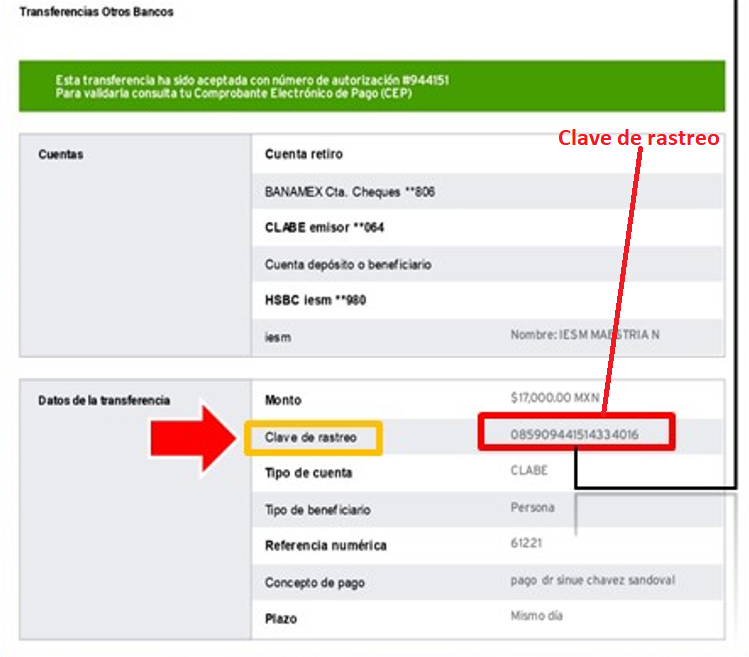 Transferencias Otros Bancos
Esta transferencia ha sido aceptada con número de autorización #944151
Para validarla consulta tu Comprobante Electrónico de Pago (CEP)
Clave de rastreo
Cuentas
Cuenta retiro
BANAMEX Cta. Cheques **806
CLABE emisor **064
Cuenta depósito o beneficiario
HSBC iesm **980
iesm Nombre: IESM MAESTRIA N
Datos de la transferencia
Monto $17,000.00 MXN
Clave de rastreo 085909441514334016
Tipo de cuenta CLABE
Tipo de beneficiario Persona
Referencia numérica 61221
Concepto de pago pago dr sinue chavez sandoval
Plazo Mismo día